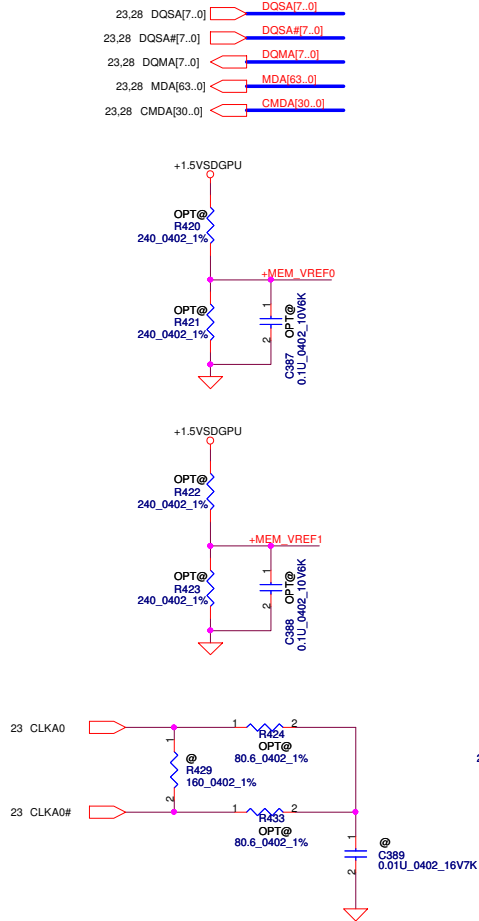 23,28 DQSA[7..0] DQSA[7..0]
23,28 DQSA#[7..0] DQSA#[7..0]
23,28 DQMA[7..0] DQMA[7..0]
23,28 MDA[63..0] MDA[63..0]
23,28 CMDA[30..0] CMDA[30..0]
+1.5VSDGPU
OPT@
R420
240_0402_1%
+MEM_VREF0
OPT@
R421
240_0402_1%
1
2
C387 OPT@
0.1U_0402_10V6K
+1.5VSDGPU
OPT@
R422
240_0402_1%
+MEM_VREF1
OPT@
R423
240_0402_1%
1
2
C388 OPT@
0.1U_0402_10V6K
23 CLKA0
1 2
R424
OPT@
80.6_0402_1%
1
@
R429
160_0402_1%
2
23 CLKA0#
1 2
R433
OPT@
80.6_0402_1%
1
@
C389
0.01U_0402_16V7K
2
2